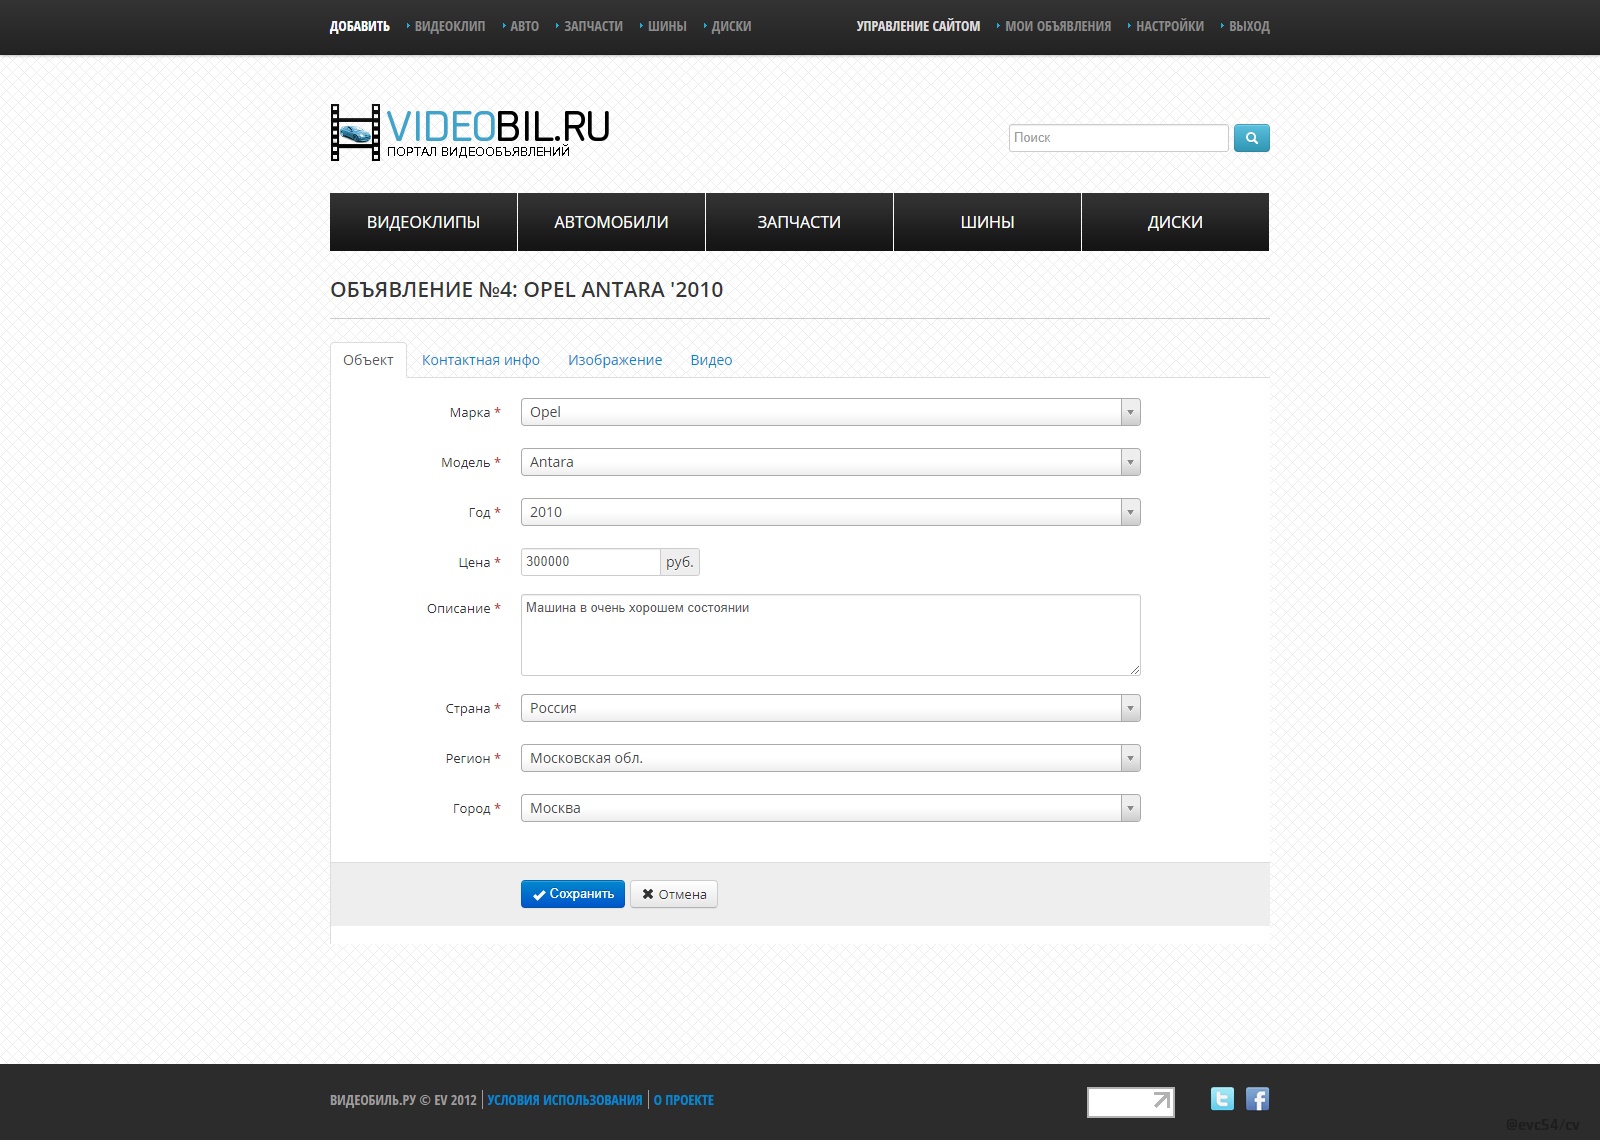 ДОБАВИТЬ ВИДЕОКЛИП АВТО ЗАПЧАСТИ ШИНЫ ДИСКИ УПРАВЛЕНИЕ САЙТОМ МОИ ОБЪЯВЛЕНИЯ НАСТРОЙКИ ВЫХОД
VIDEOBIL.RU
ПОРТАЛ ВИДЕООБЪЯВЛЕНИЙ
Поиск
ВИДЕОКЛИПЫ АВТОМОБИЛИ ЗАПЧАСТИ ШИНЫ ДИСКИ
ОБЪЯВЛЕНИЕ №4: OPEL ANTARA '2010
Объект Контактная инфо Изображение Видео
Марка * Opel
Модель * Antara
Год * 2010
Цена * 300000 руб.
Описание * Машина в очень хорошем состоянии
Страна * Россия
Регион * Московская обл.
Город * Москва
Сохранить Отмена
ВИДЕОБИЛЬ.РУ © EV 2012 УСЛОВИЯ ИСПОЛЬЗОВАНИЯ О ПРОЕКТЕ
@evc54/cv